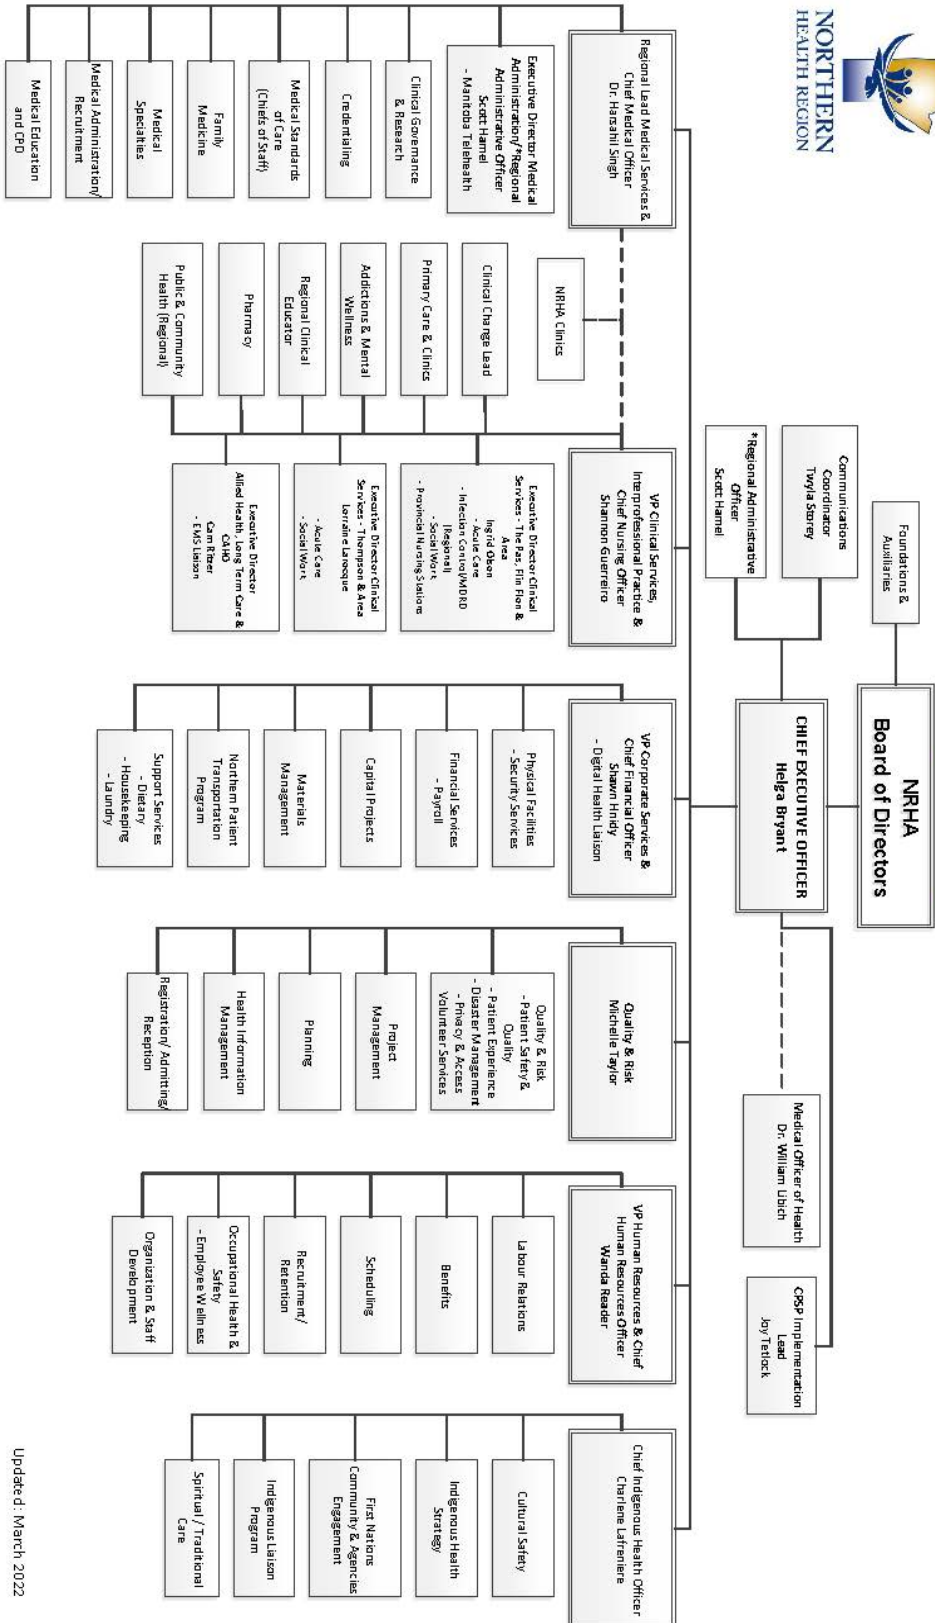 NORTHERN
HEALTH REGION
NRHA
Board of Directors
Foundations &
Auxiliaries
CHIEF EXECUTIVE OFFICER
Helga Bryant
Communications
Coordinator
Twyla Storey
*Regional Administrative
Officer
Scott Hamel
Medical Officer of Health
Dr. William Libich
CPSP Implementation
Lead
Joy Tetlock
Regional Lead Medical Services &
Chief Medical Officer
Dr. Harsahil Singh
Executive Director Medical
Administration/*Regional
Administrative Officer
Scott Hamel
- Manitoba Telehealth
Clinical Governance
& Research
Credentialing
Medical Standards
of Care
(Chiefs of Staff)
Family
Medicine
Medical
Specialties
Medical Administration/
Recruitment
Medical Education
and CPD
NRHA Clinics
VP Clinical Services,
Interprofessional Practice &
Chief Nursing Officer
Shannon Guerreiro
Clinical Change Lead
Primary Care & Clinics
Addictions & Mental
Wellness
Regional Clinical
Educator
Pharmacy
Public & Community
Health (Regional)
Executive Director Clinical
Services - The Pas, Flin Flon &
Area
Ingrid Olson
- Acute Care
- Infection Control/MDRD
(Regional)
- Social Work
- Provincial Nursing Stations
Executive Director Clinical
Services - Thompson & Area
Lorraine Larocque
- Acute Care
- Social Work
Executive Director
Allied Health, Long Term Care &
CAHO
Cam Ritzer
- EMS Liaison
VP Corporate Services &
Chief Financial Officer
Shawn Hnidy
- Digital Health Liaison
Physical Facilities
- Security Services
Financial Services
- Payroll
Capital Projects
Materials
Management
Northern Patient
Transportation
Program
Support Services
- Dietary
- Housekeeping
- Laundry
Quality & Risk
Michelle Taylor
Quality & Risk
- Patient Safety &
Quality
- Patient Experience
- Disaster Management
- Privacy & Access
Volunteer Services
Project
Management
Planning
Health Information
Management
Registration/ Admitting/
Reception
VP Human Resources & Chief
Human Resources Officer
Wanda Reader
Labour Relations
Benefits
Scheduling
Recruitment/
Retention
Occupational Health &
Safety
- Employee Wellness
Organization & Staff
Development
Chief Indigenous Health Officer
Charlene Lafreniere
Cultural Safety
Indigenous Health
Strategy
First Nations
Community & Agencies
Engagement
Indigenous Liaison
Program
Spiritual / Traditional
Care
Updated: March 2022